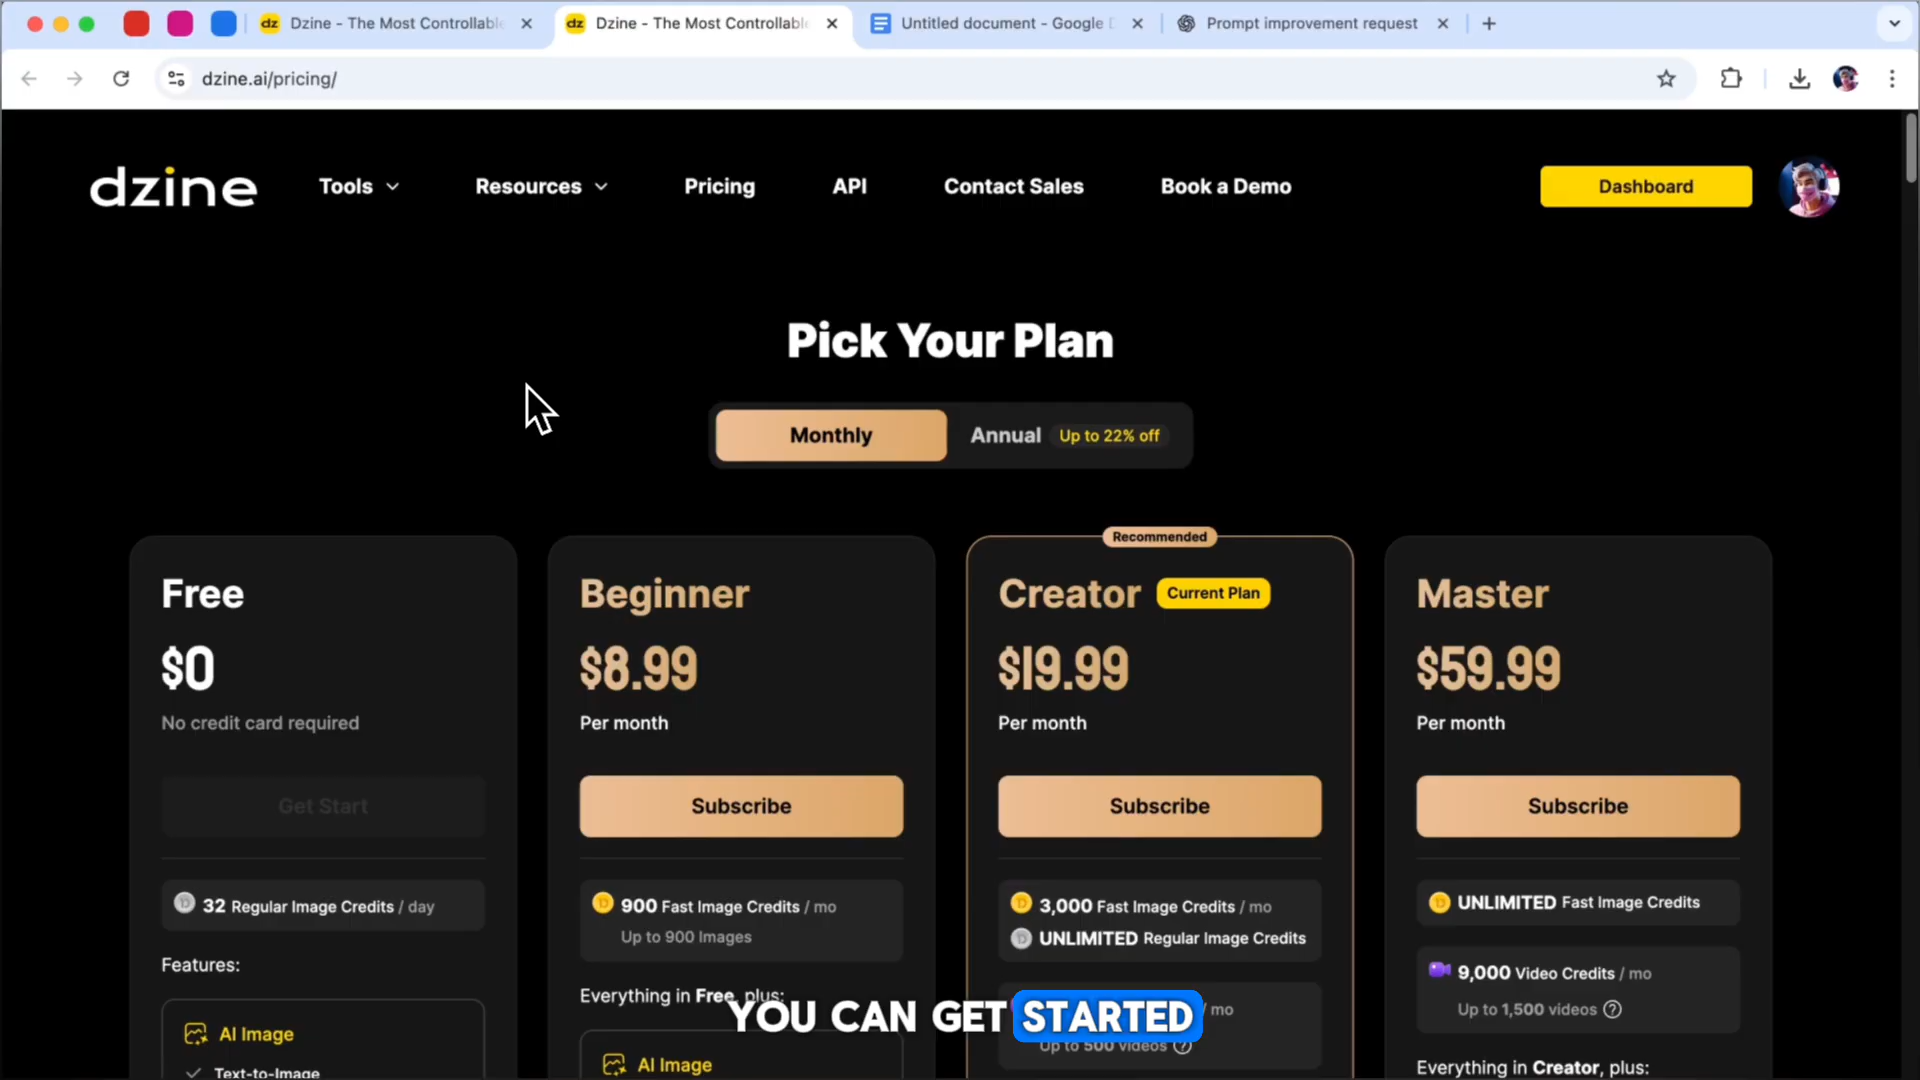 dz Dzine - The Most Controllable
dz Dzine - The Most Controllable
Untitled document - Google D
Prompt improvement request
dzine.ai/pricing/
dzine
Tools
Resources
Pricing
API
Contact Sales
Book a Demo
Dashboard
Pick Your Plan
Monthly
Annual Up to 22% off
Free
$0
No credit card required
Get Start
32 Regular Image Credits / day
Features:
AI Image
Text-to-Image
Beginner
$8.99
Per month
Subscribe
900 Fast Image Credits / mo
Up to 900 Images
Everything in Free, plus:
AI Image
Recommended
Creator Current Plan
$19.99
Per month
Subscribe
3,000 Fast Image Credits / mo
UNLIMITED Regular Image Credits
/ mo
Up to 500 videos
Master
$59.99
Per month
Subscribe
UNLIMITED Fast Image Credits
9,000 Video Credits / mo
Up to 1,500 videos
Everything in Creator, plus:
YOU CAN GET STARTED